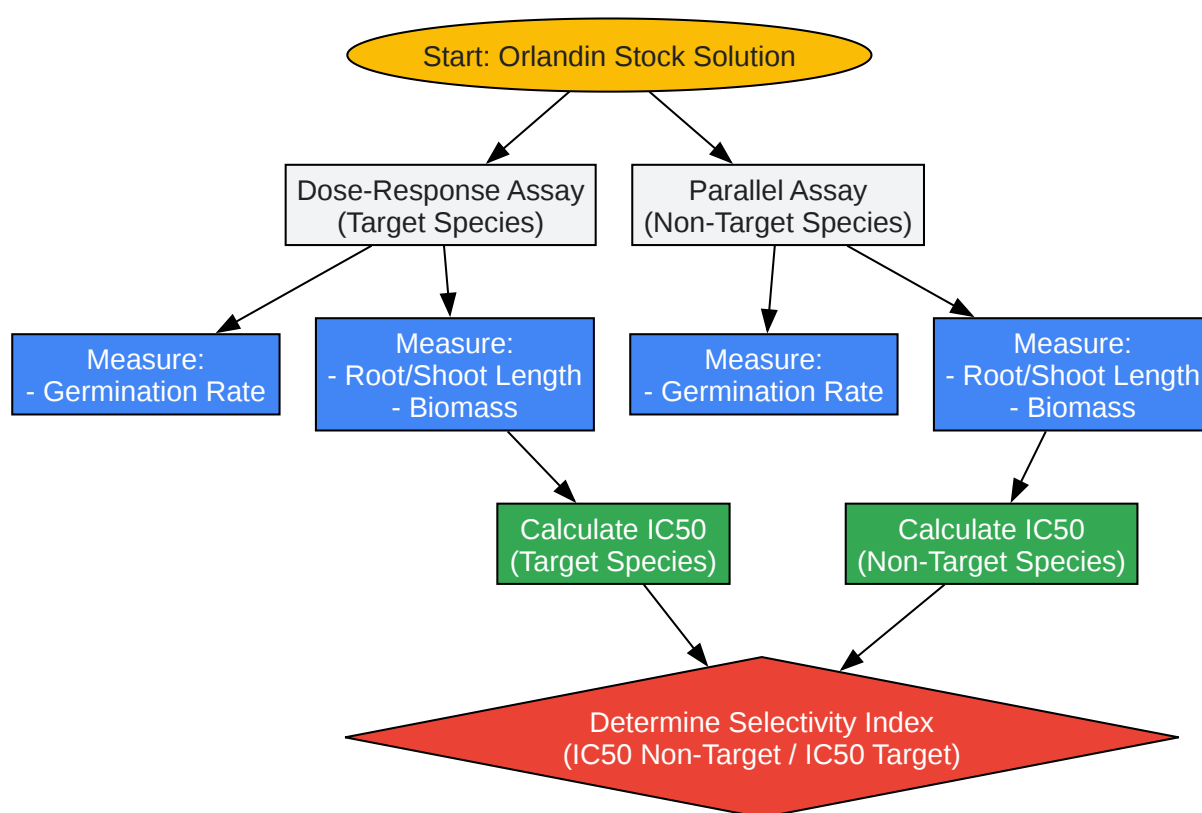 Start: Orlandin Stock Solution
Dose-Response Assay
(Target Species)
Parallel Assay
(Non-Target Species)
Measure:
- Germination Rate
Measure:
- Root/Shoot Length
- Biomass
Measure:
- Germination Rate
Measure:
- Root/Shoot Length
- Biomass
Calculate IC50
(Target Species)
Calculate IC50
(Non-Target Species)
Determine Selectivity Index
(IC50 Non-Target / IC50 Target)